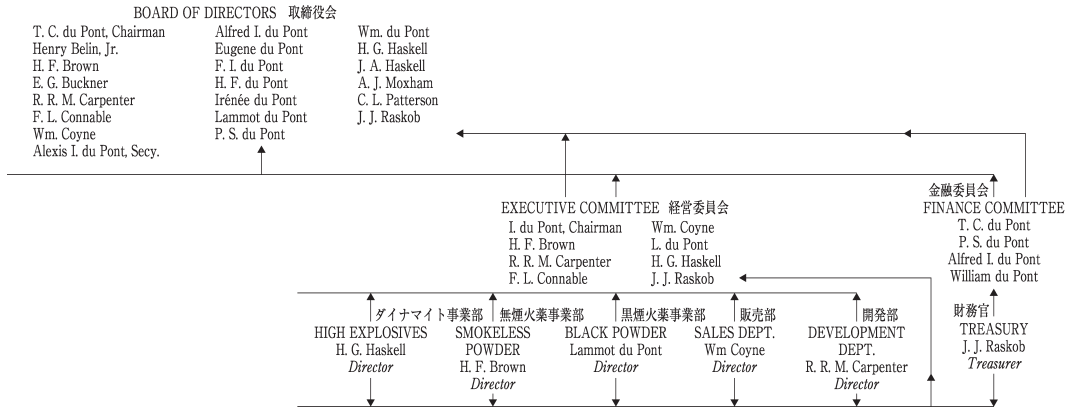 BOARD OF DIRECTORS 取締役会
T. C. du Pont, Chairman
Henry Belin, Jr.
H. F. Brown
E. G. Buckner
R. R. M. Carpenter
F. L. Connable
Wm. Coyne
Alexis I. du Pont, Secy.
Alfred I. du Pont
Eugene du Pont
F. I. du Pont
H. F. du Pont
Irénée du Pont
Lammot du Pont
P. S. du Pont
Wm. du Pont
H. G. Haskell
J. A. Haskell
A. J. Moxham
C. L. Patterson
J. J. Raskob
EXECUTIVE COMMITTEE 経営委員会
I. du Pont, Chairman
H. F. Brown
R. R. M. Carpenter
F. L. Connable
Wm. Coyne
L. du Pont
H. G. Haskell
J. J. Raskob
金融委員会
FINANCE COMMITTEE
T. C. du Pont
P. S. du Pont
Alfred I. du Pont
William du Pont
ダイナマイト事業部
HIGH EXPLOSIVES
H. G. Haskell
Director
無煙火薬事業部
SMOKELESS
POWDER
H. F. Brown
Director
黒煙火薬事業部
BLACK POWDER
Lammot du Pont
Director
販売部
SALES DEPT.
Wm Coyne
Director
開発部
DEVELOPMENT
DEPT.
R. R. M. Carpenter
Director
財務官
TREASURY
J. J. Raskob
Treasurer